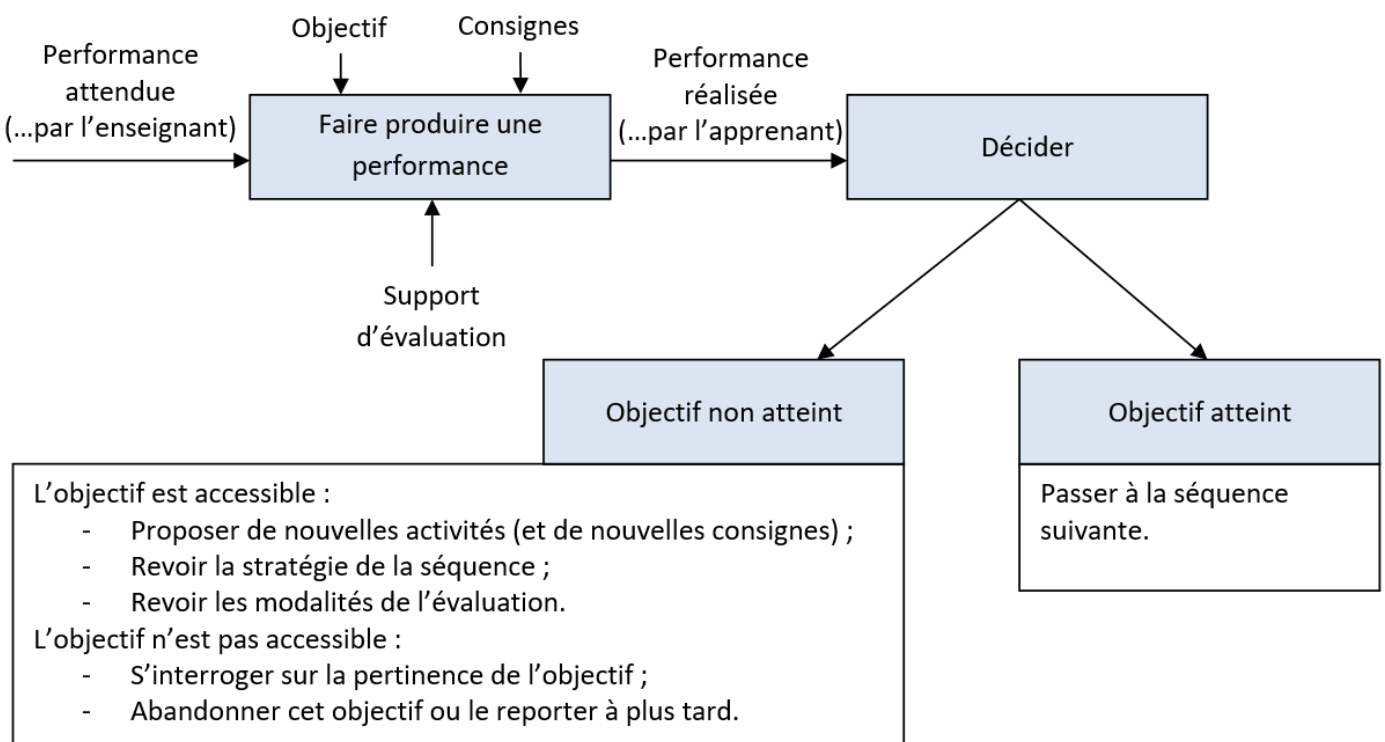 Objectif
Consignes
Performance
attendue
(...par l’enseignant)
Faire produire une
performance
Performance
réalisée
(...par l’apprenant)
Décider
Support
d’évaluation
Objectif non atteint
Objectif atteint
L’objectif est accessible :
- Proposer de nouvelles activités (et de nouvelles consignes) ;
- Revoir la stratégie de la séquence ;
- Revoir les modalités de l’évaluation.
L’objectif n’est pas accessible :
- S’interroger sur la pertinence de l’objectif ;
- Abandonner cet objectif ou le reporter à plus tard.
Passer à la séquence
suivante.